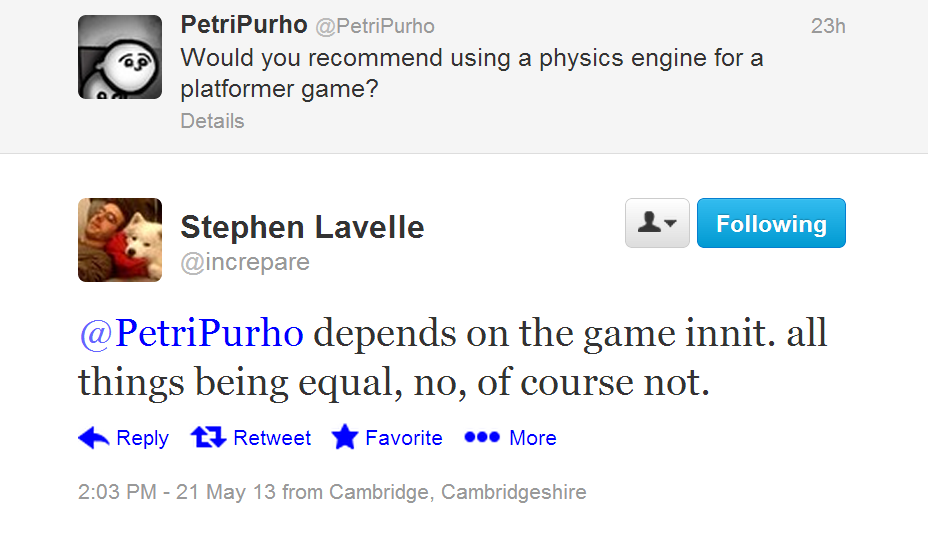 PetriPurho @PetriPurho 23h
Would you recommend using a physics engine for a
platformer game?
Details
Stephen Lavelle
@increpare
Following
@PetriPurho depends on the game innit. all
things being equal, no, of course not.
Reply Retweet Favorite More
2:03 PM - 21 May 13 from Cambridge, Cambridgeshire